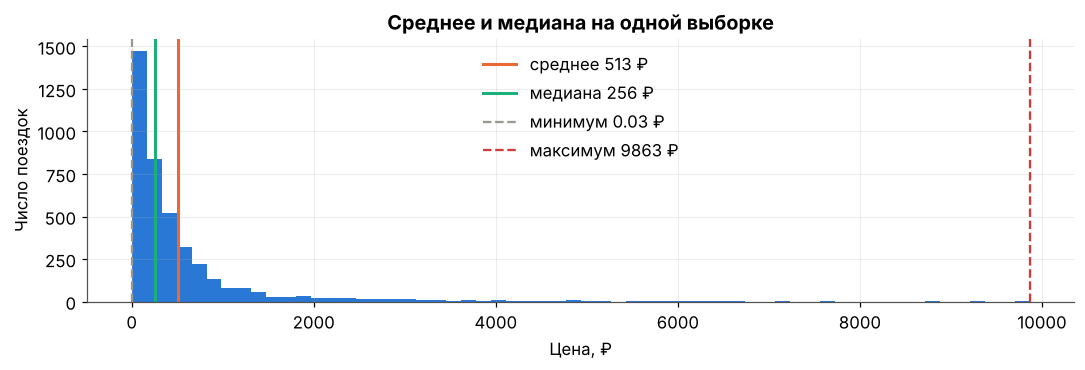 Среднее и медиана на одной выборке
Число поездок
1500
1250
1000
750
500
250
0
среднее 513 ₽
медиана 256 ₽
минимум 0.03 ₽
максимум 9863 ₽
0 2000 4000 6000 8000 10000
Цена, ₽